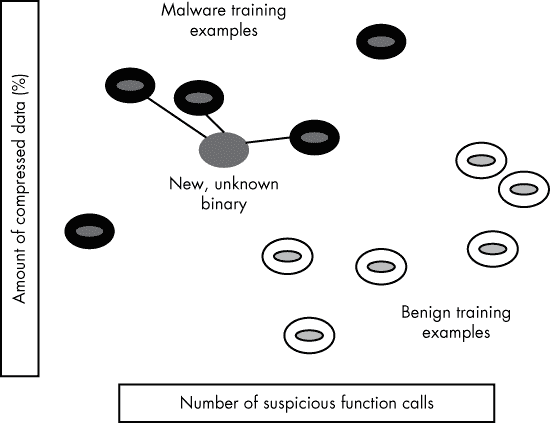 Malware training
examples
New, unknown
binary
Benign training
examples
Amount of compressed data (%)
Number of suspicious function calls